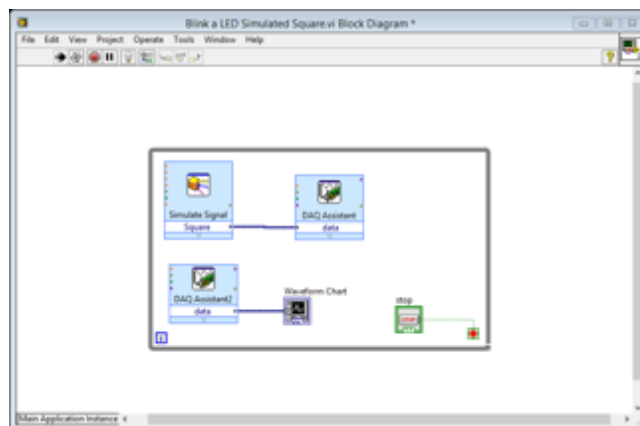 Blink a LED Simulated Square.vi Block Diagram *
File Edit View Project Operate Tools Window Help
Simulate Signal
Square
DAQ Assistant
data
DAQ Assistant2
data
Waveform Chart
stop
i
Main Application Instance